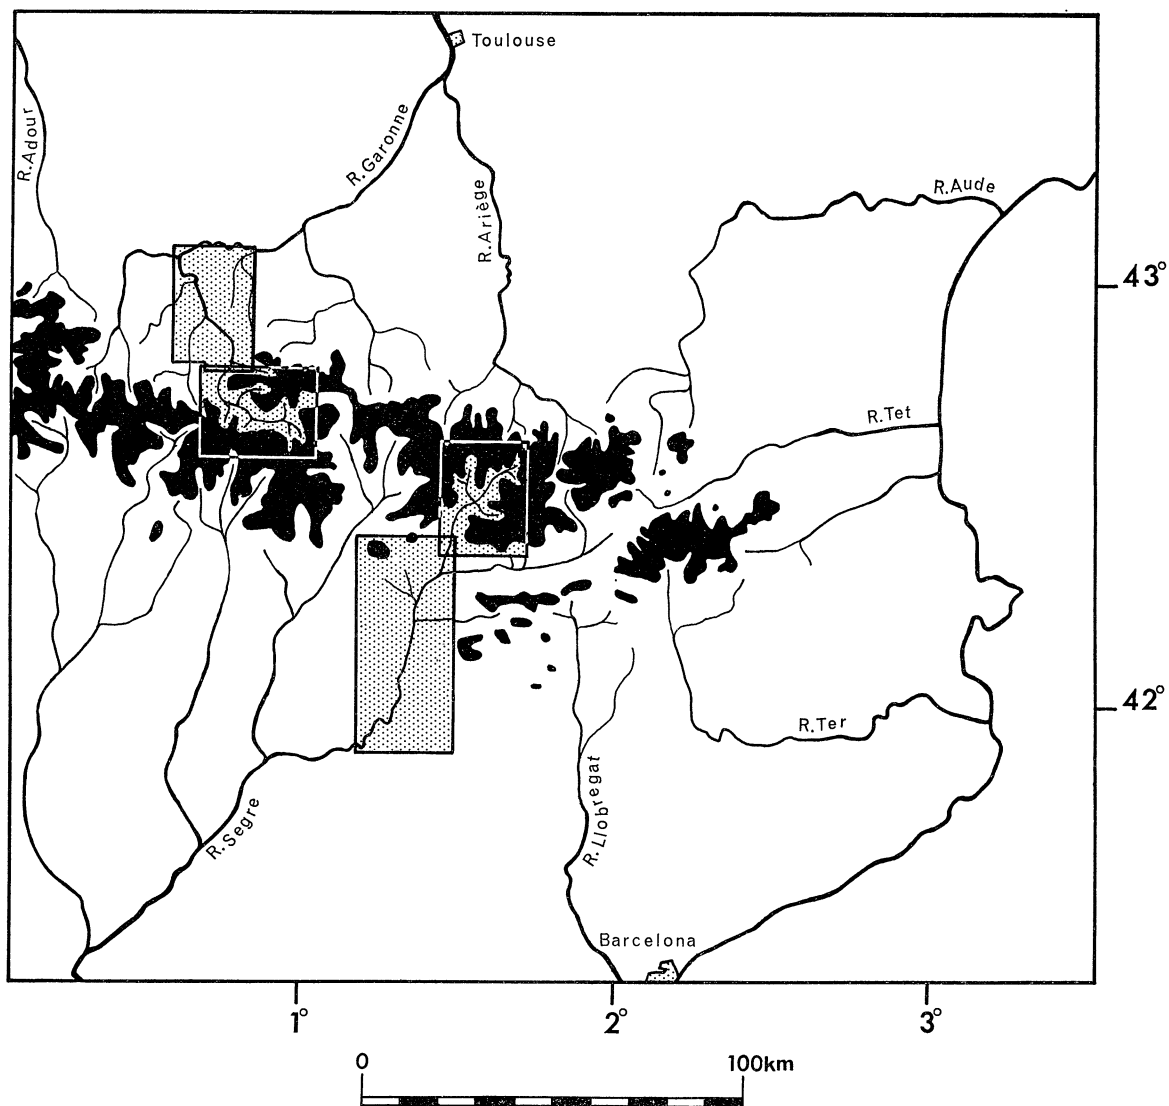 Toulouse
R.Adour
R.Garonne
R.Ariège
R.Aude
43°
R.Tet
42°
R.Ter
R.Llobregat
R.Segre
Barcelona
1°
2°
3°
0
100km